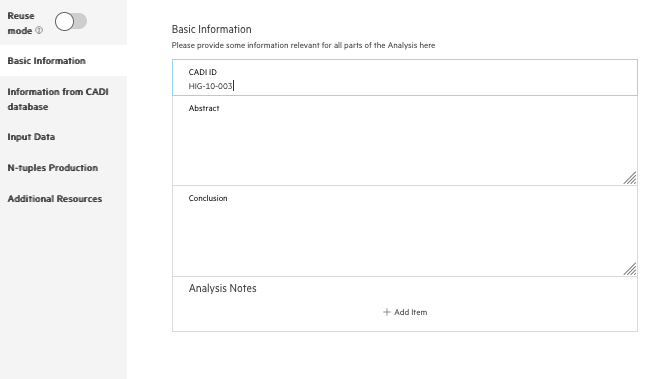 Reuse
mode
Basic Information
Information from CADI
database
Input Data
N-tuples Production
Additional Resources
Basic Information
Please provide some information relevant for all parts of the Analysis here
CADI ID
HIG-10-003
Abstract
Conclusion
Analysis Notes
+ Add Item